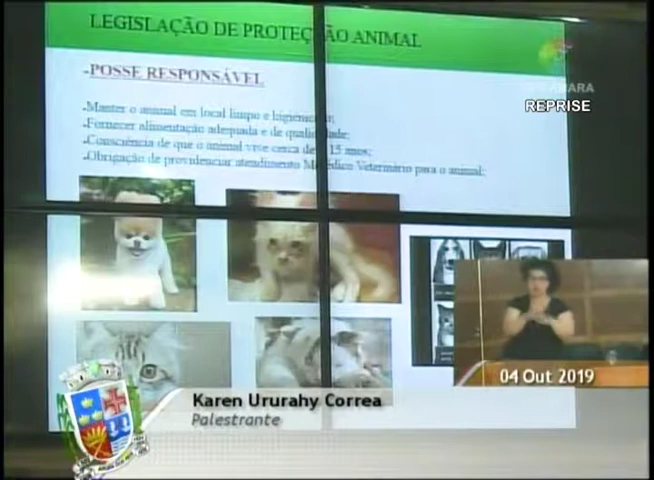 LEGISLAÇÃO DE PROTEÇÃO ANIMAL
-POSSE RESPONSÁVEL
.Manter o animal em local limpo e higiênico;
.Fornecer alimentação adequada e de qualidade;
.Consciência de que o animal vive cerca de 15 anos;
.Obrigação de providenciar atendimento Médico Veterinário para o animal;
REPRISE
04 Out 2019
Karen Ururahy Correa
Palestrante